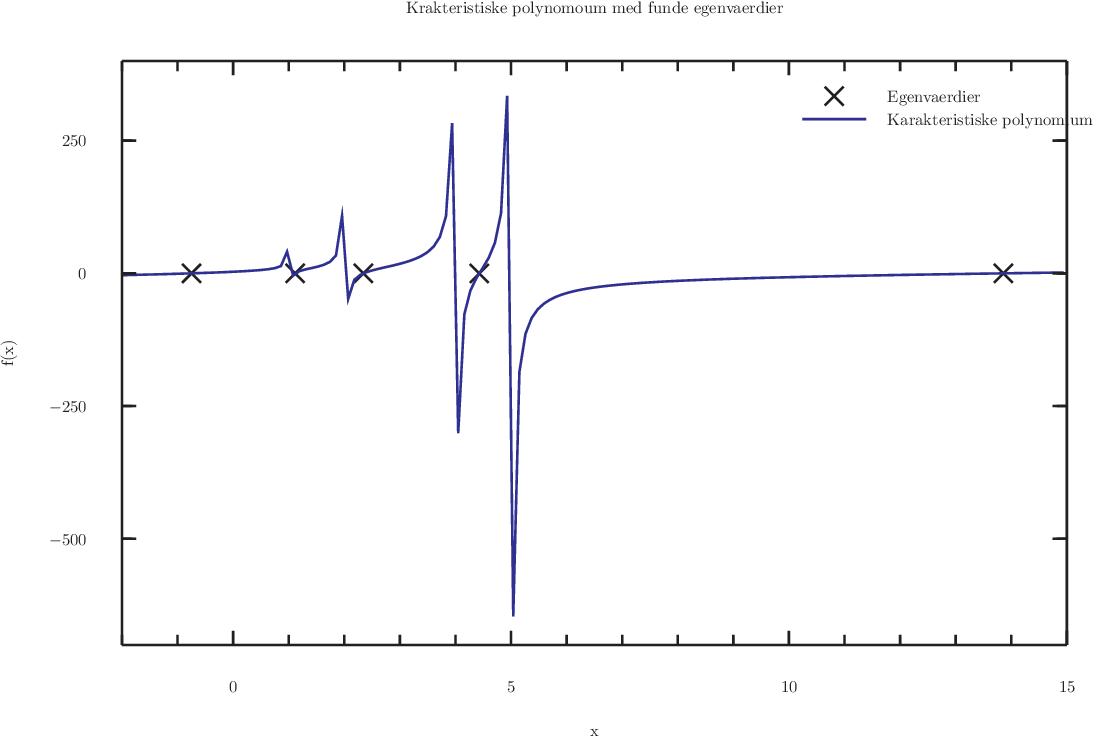 Krakteristiske polynomoum med funde egenvaerdier
Egenvaerdier
Karakteristiske polynomium
250
0
−250
−500
f(x)
0 5 10 15
x